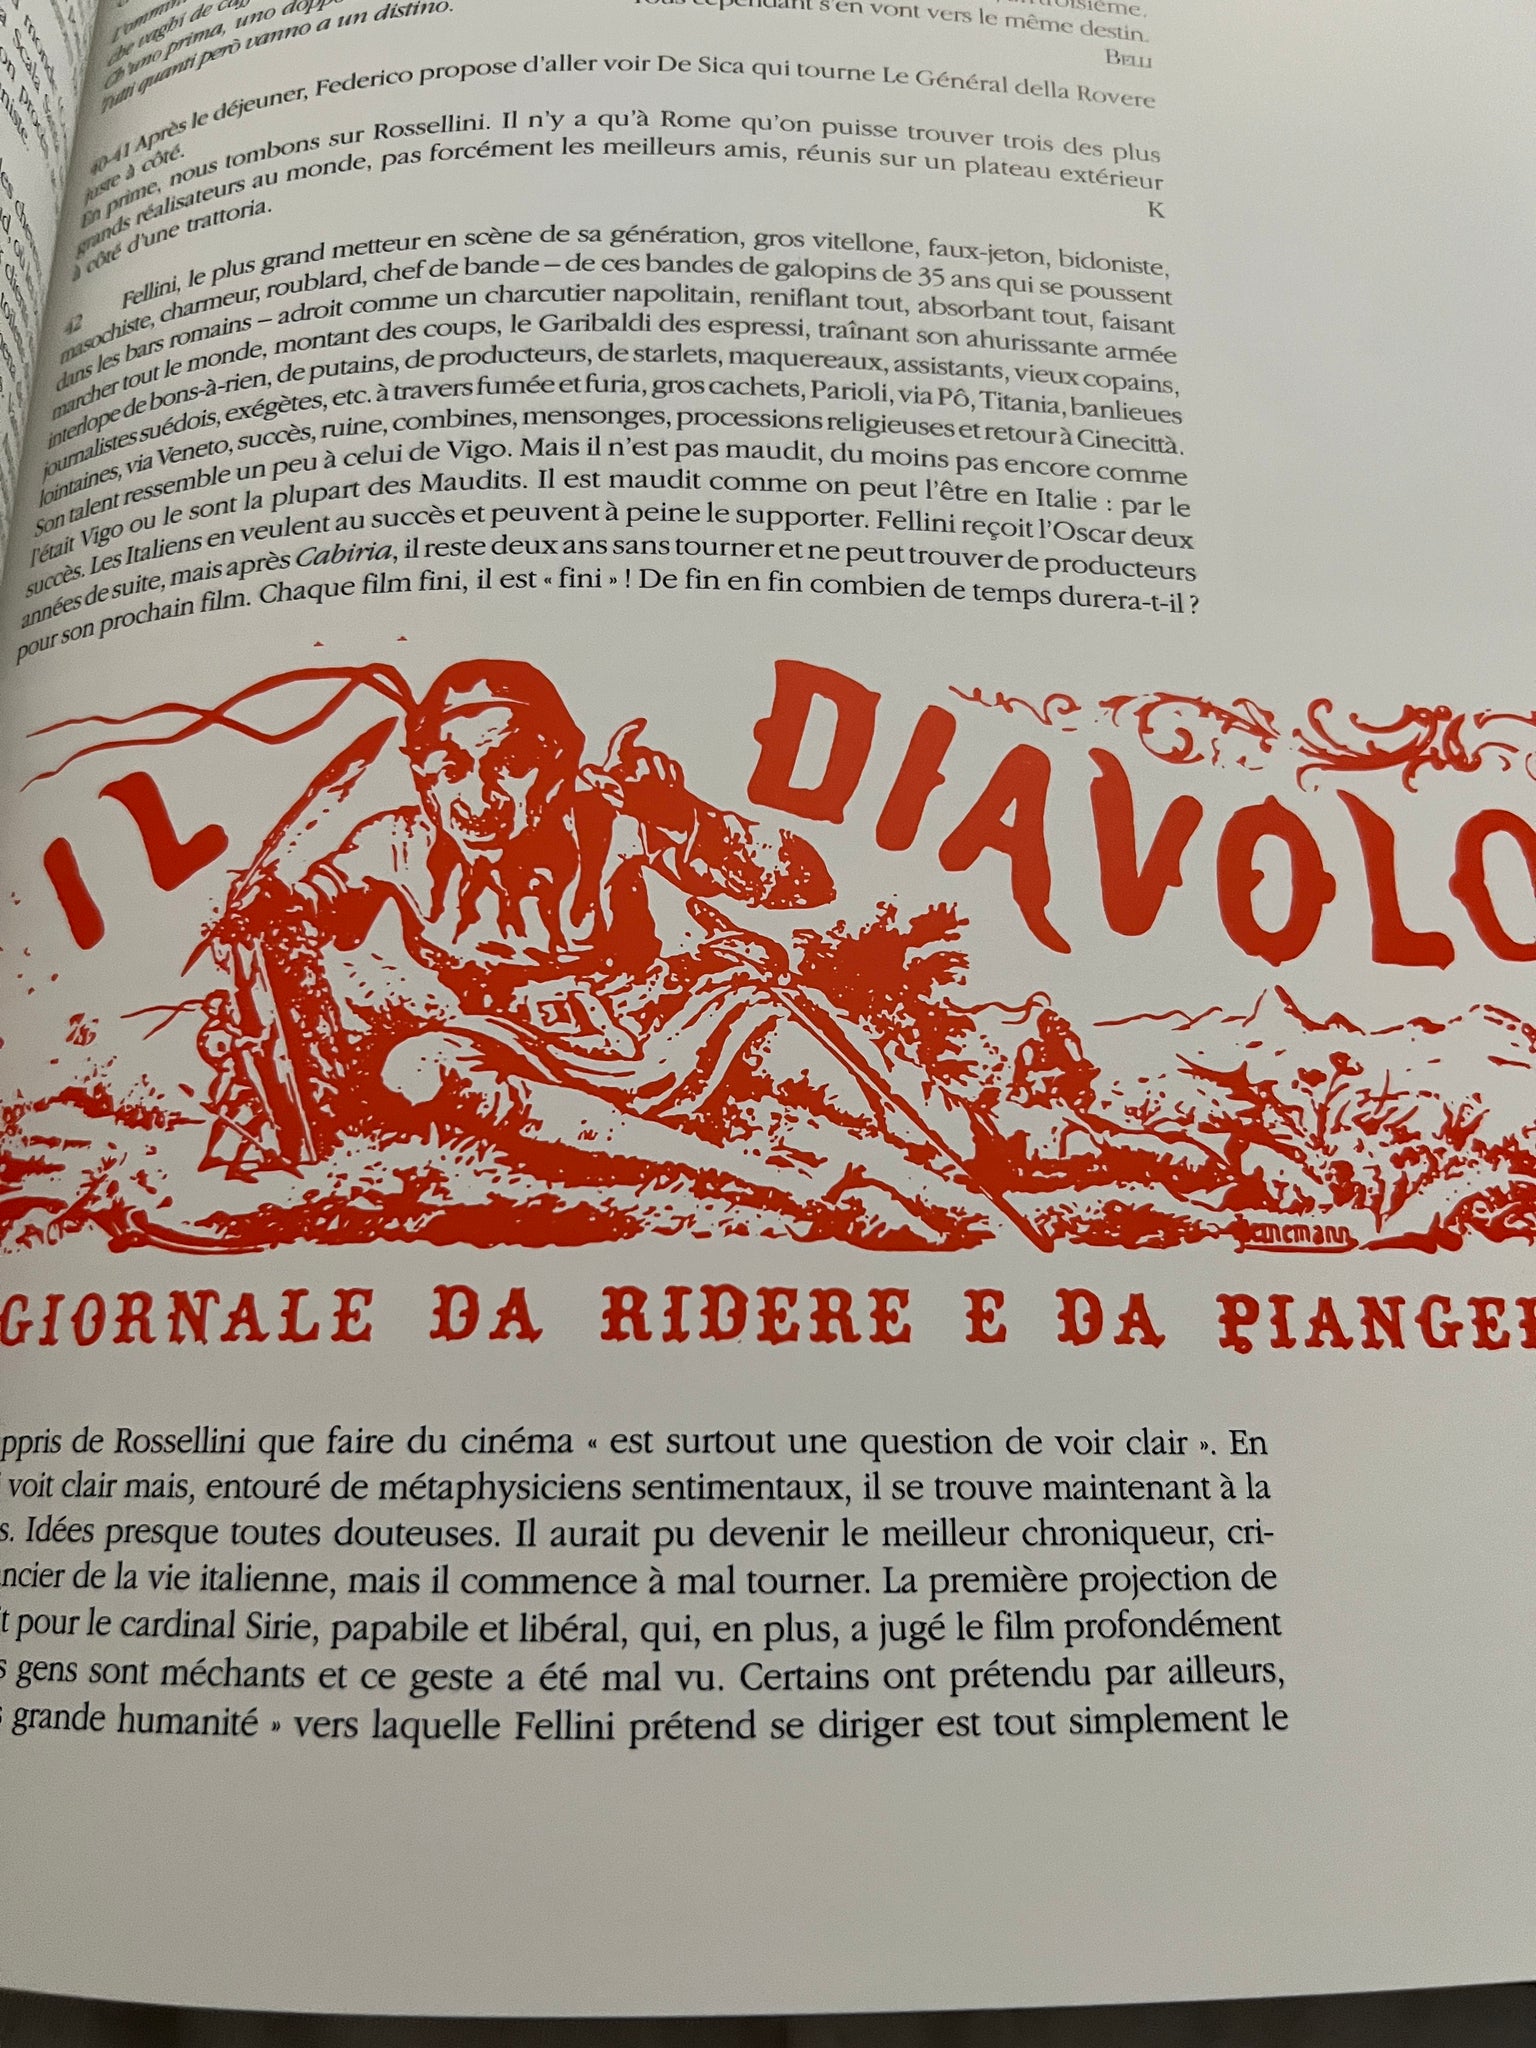 che vaghi de caf
Ch'uno prima, uno dopp
Tutti quanti però vanno a un distino.
s'en vont vers le même destin.
BELLI
40-41 Après le déjeuner, Federico propose d'aller voir De Sica qui tourne Le Général della Rovere
juste à côté.
En prime, nous tombons sur Rossellini. Il n'y a qu'à Rome qu'on puisse trouver trois des plus
grands réalisateurs au monde, pas forcément les meilleurs amis, réunis sur un plateau extérieur
à côté d'une trattoria.
K
42
Fellini, le plus grand metteur en scène de sa génération, gros vitellone, faux-jeton, bidoniste,
masochiste, charmeur, roublard, chef de bande – de ces bandes de galopins de 35 ans qui se poussent
dans les bars romains – adroit comme un charcutier napolitain, reniflant tout, absorbant tout, faisant
marcher tout le monde, montant des coups, le Garibaldi des espressi, traînant son ahurissante armée
interlope de bons-à-rien, de putains, de producteurs, de starlets, maquereaux, assistants, vieux copains,
journalistes suédois, exégètes, etc. à travers fumée et furia, gros cachets, Parioli, via Pô, Titania, banlieues
lointaines, via Veneto, succès, ruine, combines, mensonges, processions religieuses et retour à Cinecittà.
Son talent ressemble un peu à celui de Vigo. Mais il n'est pas maudit, du moins pas encore comme
l'était Vigo ou le sont la plupart des Maudits. Il est maudit comme on peut l'être en Italie : par le
succès. Les Italiens en veulent au succès et peuvent à peine le supporter. Fellini reçoit l'Oscar deux
années de suite, mais après Cabiria, il reste deux ans sans tourner et ne peut trouver de producteurs
pour son prochain film. Chaque film fini, il est « fini » ! De fin en fin combien de temps durera-t-il ?
IL DIAVOLO
GIORNALE DA RIDERE E DA PIANGER
ppris de Rossellini que faire du cinéma « est surtout une question de voir clair ». En
voit clair mais, entouré de métaphysiciens sentimentaux, il se trouve maintenant à la
s. Idées presque toutes douteuses. Il aurait pu devenir le meilleur chroniqueur, cri-
ncier de la vie italienne, mais il commence à mal tourner. La première projection de
t pour le cardinal Sirie, papabile et libéral, qui, en plus, a jugé le film profondément
s gens sont méchants et ce geste a été mal vu. Certains ont prétendu par ailleurs,
s grande humanité » vers laquelle Fellini prétend se diriger est tout simplement le